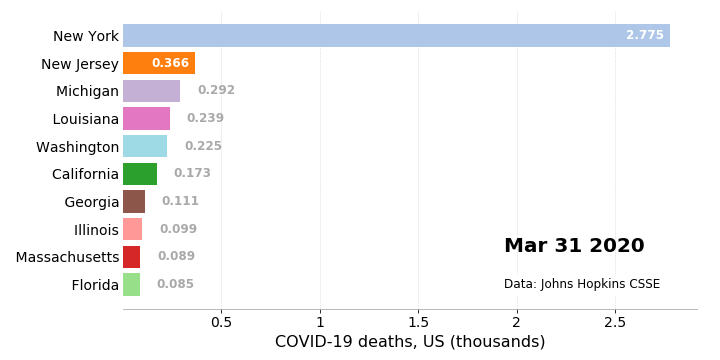 New York 2.775
New Jersey 0.366
Michigan 0.292
Louisiana 0.239
Washington 0.225
California 0.173
Georgia 0.111
Illinois 0.099
Massachusetts 0.089
Florida 0.085
Mar 31 2020
Data: Johns Hopkins CSSE
0.5 1 1.5 2 2.5
COVID-19 deaths, US (thousands)